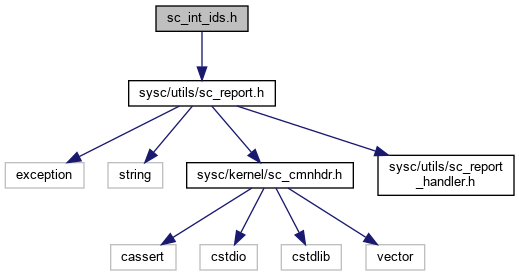 sc_int_ids.h
sysc/utils/sc_report.h
exception
string
sysc/kernel/sc_cmnhdr.h
sysc/utils/sc_report
_handler.h
cassert
cstdio
cstdlib
vector